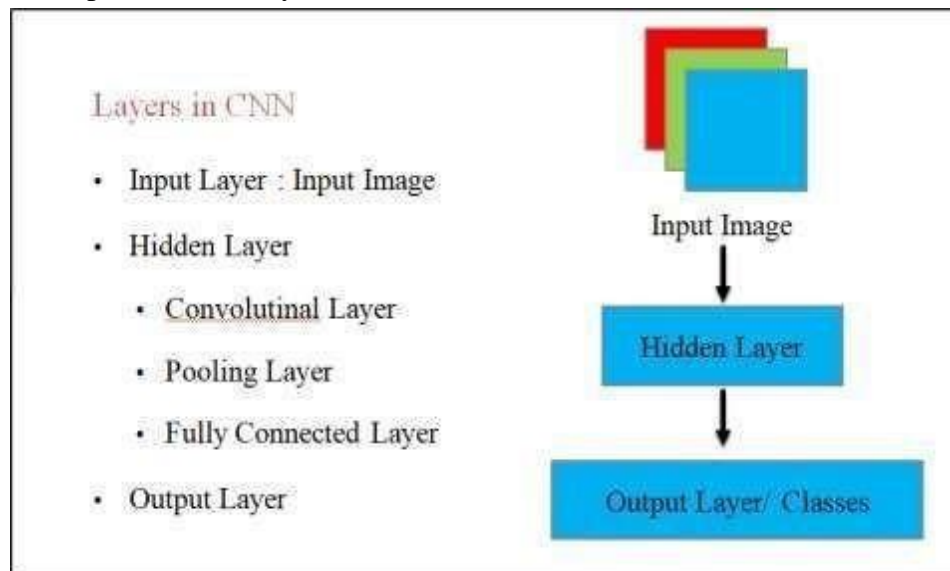 Layers in CNN
• Input Layer : Input Image
• Hidden Layer
• Convolutinal Layer
• Pooling Layer
• Fully Connected Layer
• Output Layer
Input Image
Hidden Layer
Output Layer/ Classes